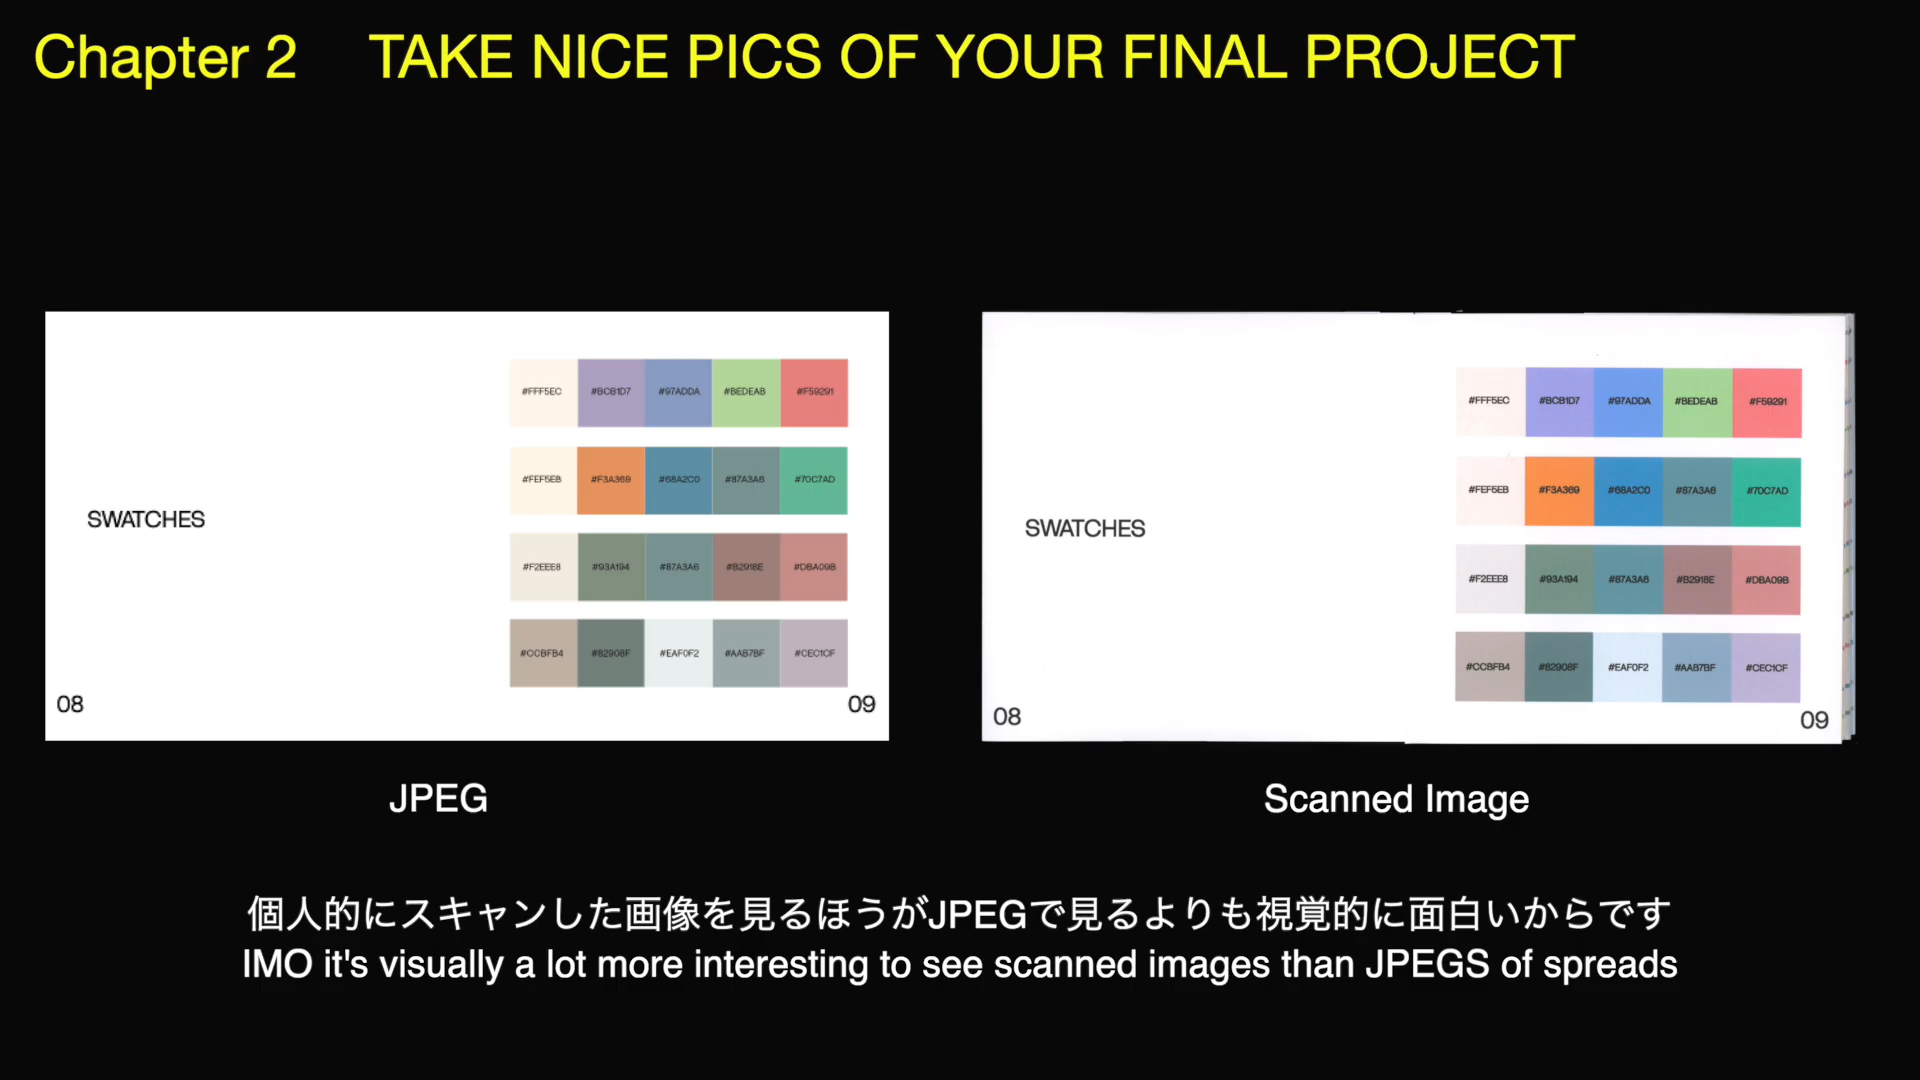 Chapter 2 TAKE NICE PICS OF YOUR FINAL PROJECT
SWATCHES
#FFF5EC #BCB1D7 #97ADDA #BEDEAB #F59291
#FEF5EB #F3A369 #68A2C0 #87A3A6 #70C7AD
#F2EEE8 #93A194 #87A3A6 #B2918E #DBA09B
#CCBFB4 #82908F #EAF0F2 #AAB7BF #CEC1CF
08
09
JPEG
SWATCHES
#FFF5EC #BCB1D7 #97ADDA #BEDEAB #F59291
#FEF5EB #F3A369 #68A2C0 #87A3A6 #70C7AD
#F2EEE8 #93A194 #87A3A6 #B2918E #DBA09B
#CCBFB4 #82908F #EAF0F2 #AAB7BF #CEC1CF
08
09
Scanned Image
個人的にスキャンした画像を見るほうがJPEGで見るよりも視覚的に面白いからです
IMO it's visually a lot more interesting to see scanned images than JPEGS of spreads